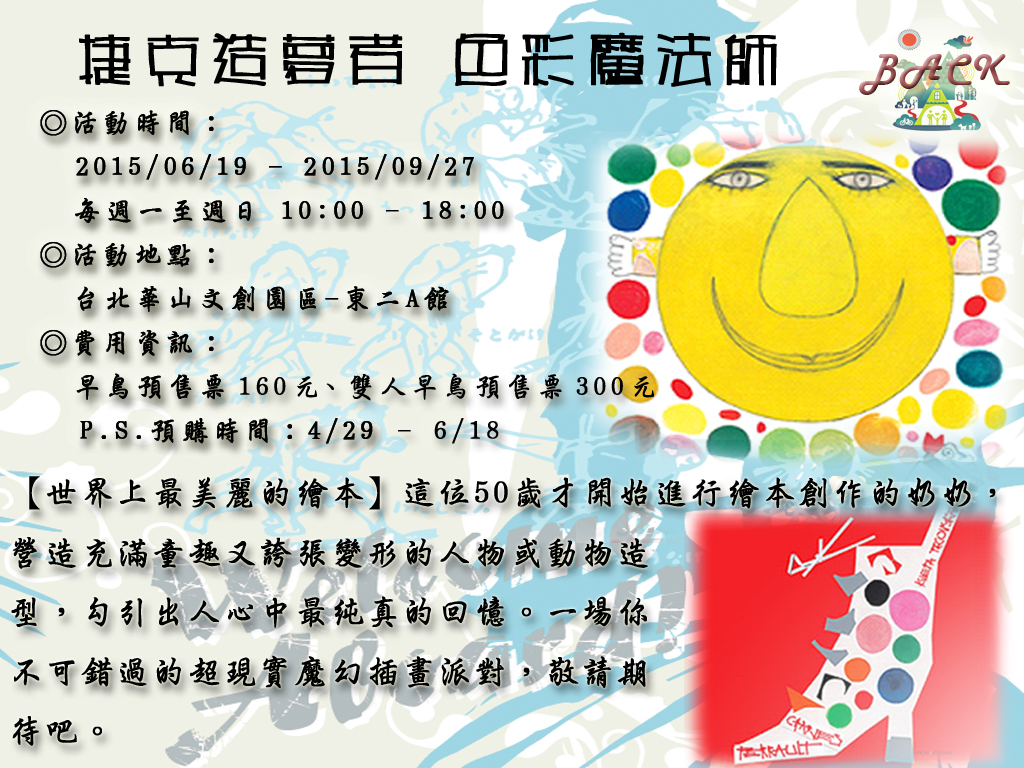 捷克造夢者 色彩魔法師
BACK
◎活動時間：
2015/06/19 - 2015/09/27
每週一至週日 10:00 - 18:00
◎活動地點：
台北華山文創園區-東二A館
◎費用資訊：
早鳥預售票160元、雙人早鳥預售票300元
P.S.預購時間：4/29 - 6/18
【世界上最美麗的繪本】這位50歲才開始進行繪本創作的奶奶，
營造充滿童趣又誇張變形的人物或動物造
型，勾引出人心中最純真的回憶。一場你
不可錯過的超現實魔幻插畫派對，敬請期
待吧。
Welcome
Aboard!
CHARLES
PERRAULT